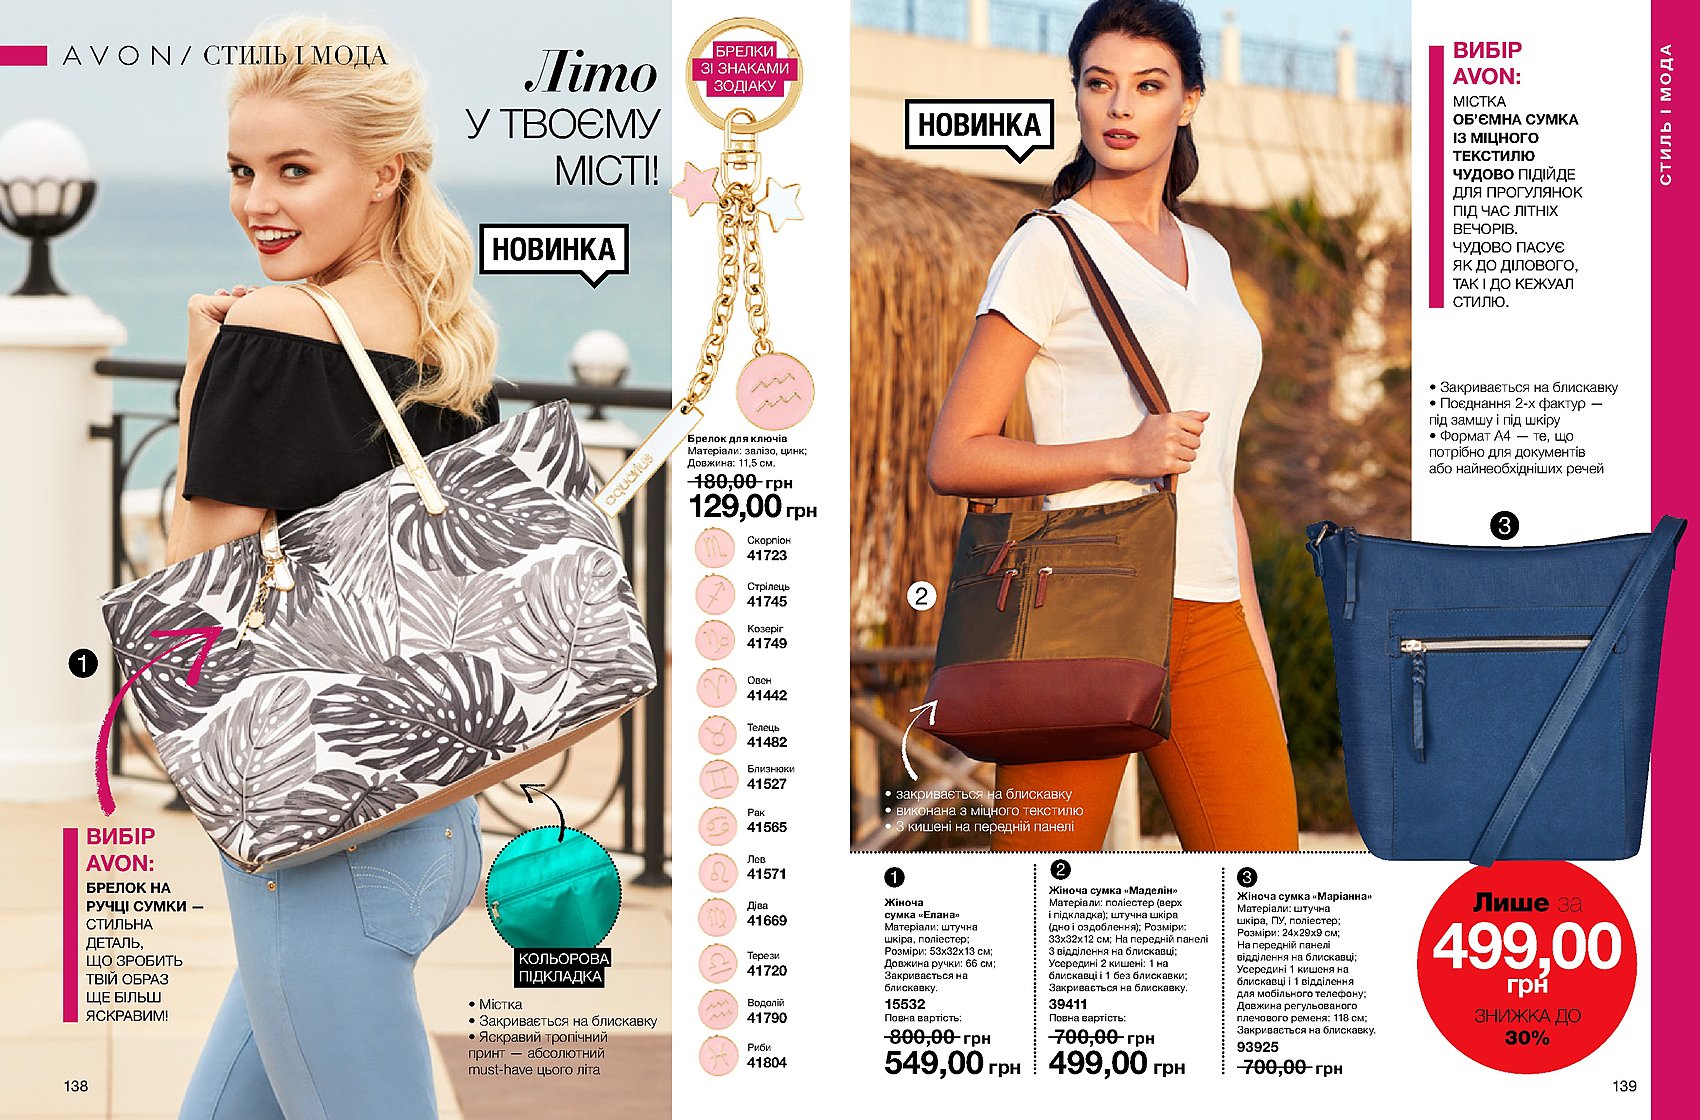 AVON / СТИЛЬ І МОДА
Літо
У ТВОЄМУ
МІСТІ!
НОВИНКА
1
ВИБІР
AVON:
БРЕЛОК НА
РУЧЦІ СУМКИ —
СТИЛЬНА
ДЕТАЛЬ,
ЩО ЗРОБИТЬ
ТВІЙ ОБРАЗ
ЩЕ БІЛЬШ
ЯСКРАВИМ!
138
КОЛЬОРОВА
ПІДКЛАДКА
• Містка
• Закривається на блискавку
• Яскравий тропічний
принт — абсолютний
must-have цього літа
БРЕЛКИ
ЗІ ЗНАКАМИ
ЗОДІАКУ
aquarius
Брелок для ключів
Матеріали: залізо, цинк;
Довжина: 11,5 см.
180,00 грн
129,00 грн
Скорпіон
41723
Стрілець
41745
Козеріг
41749
Овен
41442
Телець
41482
Близнюки
41527
Рак
41565
Лев
41571
Діва
41669
Терези
41720
Водолій
41790
Риби
41804
НОВИНКА
2
• закривається на блискавку
• виконана з міцного текстилю
• 3 кишені на передній панелі
ВИБІР
AVON:
МІСТКА
ОБ'ЄМНА СУМКА
ІЗ МІЦНОГО
ТЕКСТИЛЮ
ЧУДОВО ПІДІЙДЕ
ДЛЯ ПРОГУЛЯНОК
ПІД ЧАС ЛІТНІХ
ВЕЧОРІВ.
ЧУДОВО ПАСУЄ
ЯК ДО ДІЛОВОГО,
ТАК І ДО КЕЖУАЛ
СТИЛЮ.
СТИЛЬ І МОДА
• Закривається на блискавку
• Поєднання 2-х фактур —
під замшу і під шкіру
• Формат А4 — те, що
потрібно для документів
або найнеобхідніших речей
3
1
Жіноча
сумка «Елана»
Матеріали: штучна
шкіра, поліестер;
Розміри: 53х32х13 см;
Довжина ручки: 66 см;
Закривається на
блискавку.
15532
Повна вартість:
800,00 грн
549,00 грн
2
Жіноча сумка «Маделін»
Матеріали: поліестер (верх
і підкладка); штучна шкіра
(дно і оздоблення); Розміри:
33х32х12 см; На передній панелі
3 відділення на блискавці;
Усередині 2 кишені: 1 на
блискавці і 1 без блискавки;
Закривається на блискавку.
39411
Повна вартість:
700,00 грн
499,00 грн
3
Жіноча сумка «Маріанна»
Матеріали: штучна
шкіра, ПУ, поліестер;
Розміри: 24х29х9 см;
На передній панелі
відділення на блискавці;
Усередині 1 кишеня на
блискавці і 1 відділення
для мобільного телефону;
Довжина регульованого
плечового ременя: 118 см;
Закривається на блискавку.
93925
700,00 грн
Лише за
499,00
грн
ЗНИЖКА ДО
30%
139